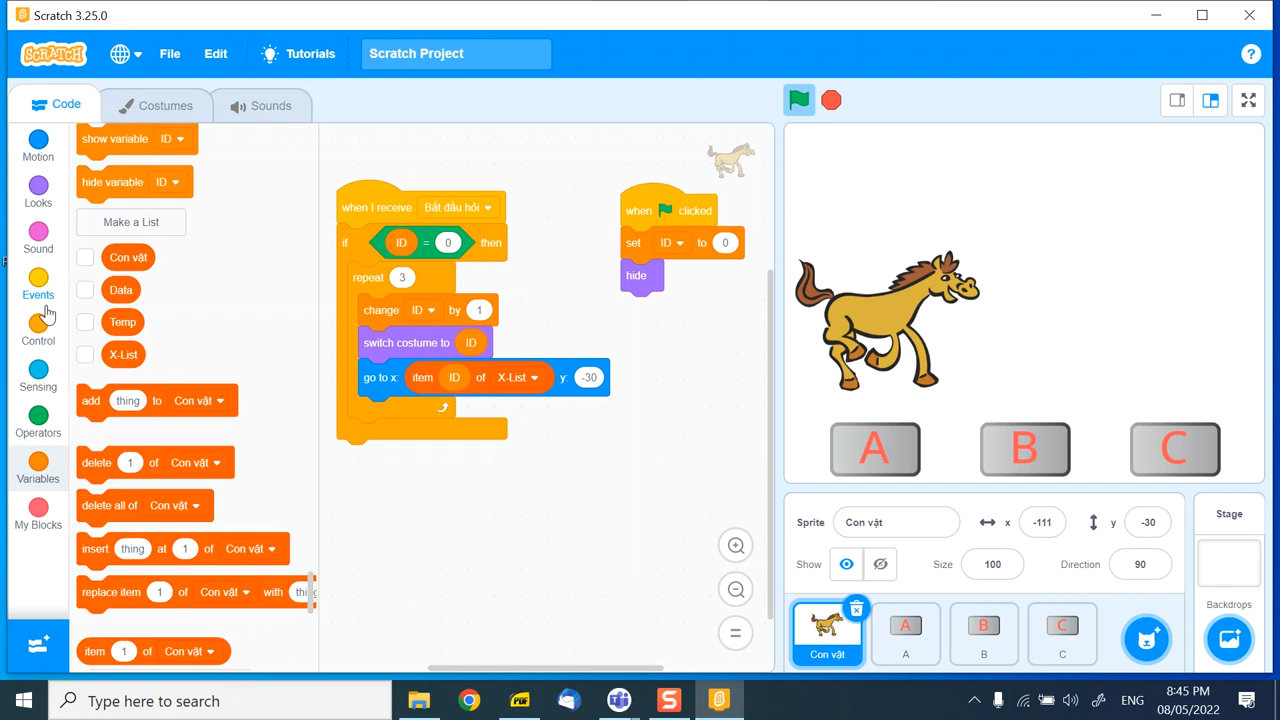 Scratch 3.25.0
SCRATCH File Edit Tutorials Scratch Project
Code Costumes Sounds
Motion
Looks
Sound
Events
Control
Sensing
Operators
Variables
My Blocks
show variable ID
hide variable ID
Make a List
Con vật
Data
Temp
X-List
add thing to Con vật
delete 1 of Con vật
delete all of Con vật
insert thing at 1 of Con vật
replace item 1 of Con vật with
item 1 of Con vật
when I receive Bắt đầu hỏi
if ID = 0 then
repeat 3
change ID by 1
switch costume to ID
go to x: item ID of X-List y: -30
when clicked
set ID to 0
hide
A B C
Sprite Con vật x -111 y -30
Show Size 100 Direction 90
Con vật
A
A
B
B
C
C
Stage
Backdrops
Type here to search
PDF
S
ENG
8:45 PM
08/05/2022